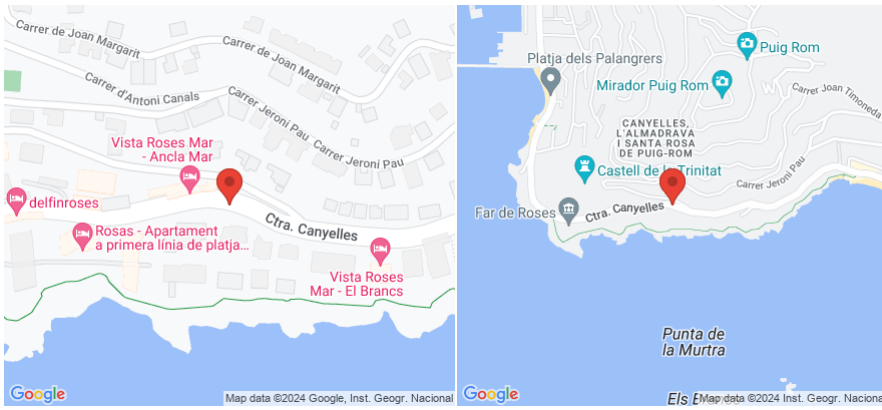 Carrer de Joan Margarit
Carrer de Joan Margarit
Carrer d'Antoni Canals
Carrer Jeroni Pau
Carrer Jeroni Pau
Vista Roses Mar
- Ancla Mar
delfinroses
Ctra. Canyelles
Rosas - Apartament
a primera línia de platja...
Vista Roses
Mar - El Brancs
Google
Map data ©2024 Google, Inst. Geogr. Nacional
Puig Rom
Platja dels Palangrers
Mirador Puig Rom
Carrer Joan Timoneda
CANYELLES,
L'ALMADRAVA
I SANTA ROSA
DE PUIG-ROM
Castell de la Trinitat
Carrer Jeroni Pau
Far de Roses
Ctra. Canyelles
Punta de
la Murtra
Els
Google
Map data ©2024 Google, Inst. Geogr. Naciona